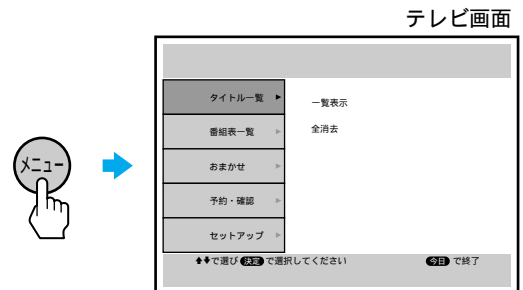 テレビ画面
タイトル一覧
一覧表示
番組表一覧
全消去
メニュー
おまかせ
予約・確認
セットアップ
で選び 決定 で選択してください
今日 で終了